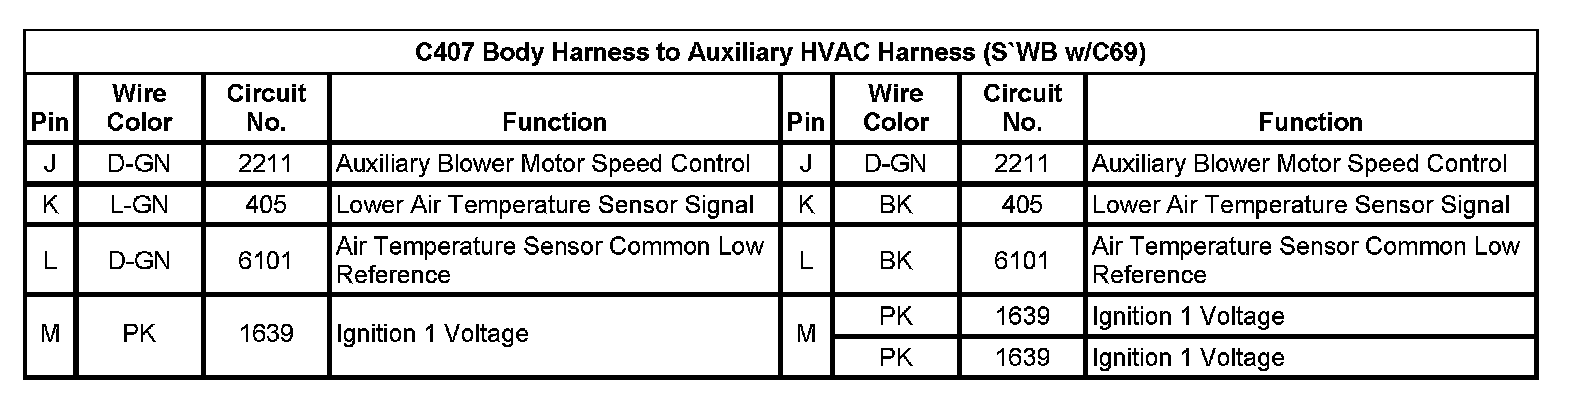 C407 Body Harness to Auxiliary HVAC Harness (S`WB w/C69)
Pin Wire Color Circuit No. Function Pin Wire Color Circuit No. Function
J D-GN 2211 Auxiliary Blower Motor Speed Control J D-GN 2211 Auxiliary Blower Motor Speed Control
K L-GN 405 Lower Air Temperature Sensor Signal K BK 405 Lower Air Temperature Sensor Signal
L D-GN 6101 Air Temperature Sensor Common Low Reference L BK 6101 Air Temperature Sensor Common Low Reference
M PK 1639 Ignition 1 Voltage M PK 1639 Ignition 1 Voltage
PK 1639 Ignition 1 Voltage